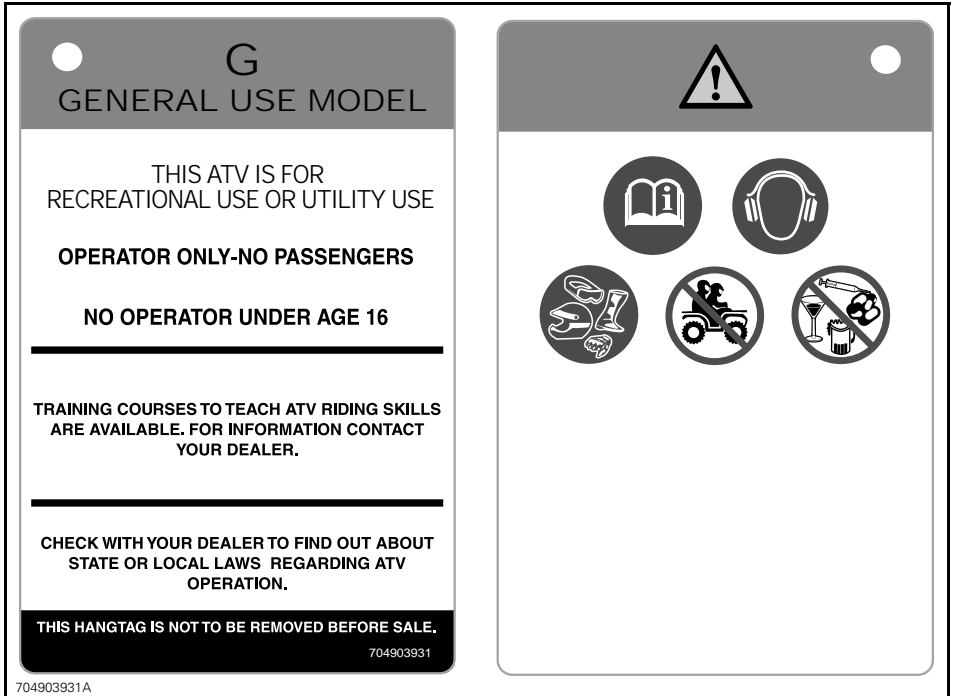 G
GENERAL USE MODEL
THIS ATV IS FOR
RECREATIONAL USE OR UTILITY USE
OPERATOR ONLY-NO PASSENGERS
NO OPERATOR UNDER AGE 16
TRAINING COURSES TO TEACH ATV RIDING SKILLS
ARE AVAILABLE. FOR INFORMATION CONTACT
YOUR DEALER.
CHECK WITH YOUR DEALER TO FIND OUT ABOUT
STATE OR LOCAL LAWS REGARDING ATV
OPERATION.
THIS HANGTAG IS NOT TO BE REMOVED BEFORE SALE.
704903931
704903931A
!
i